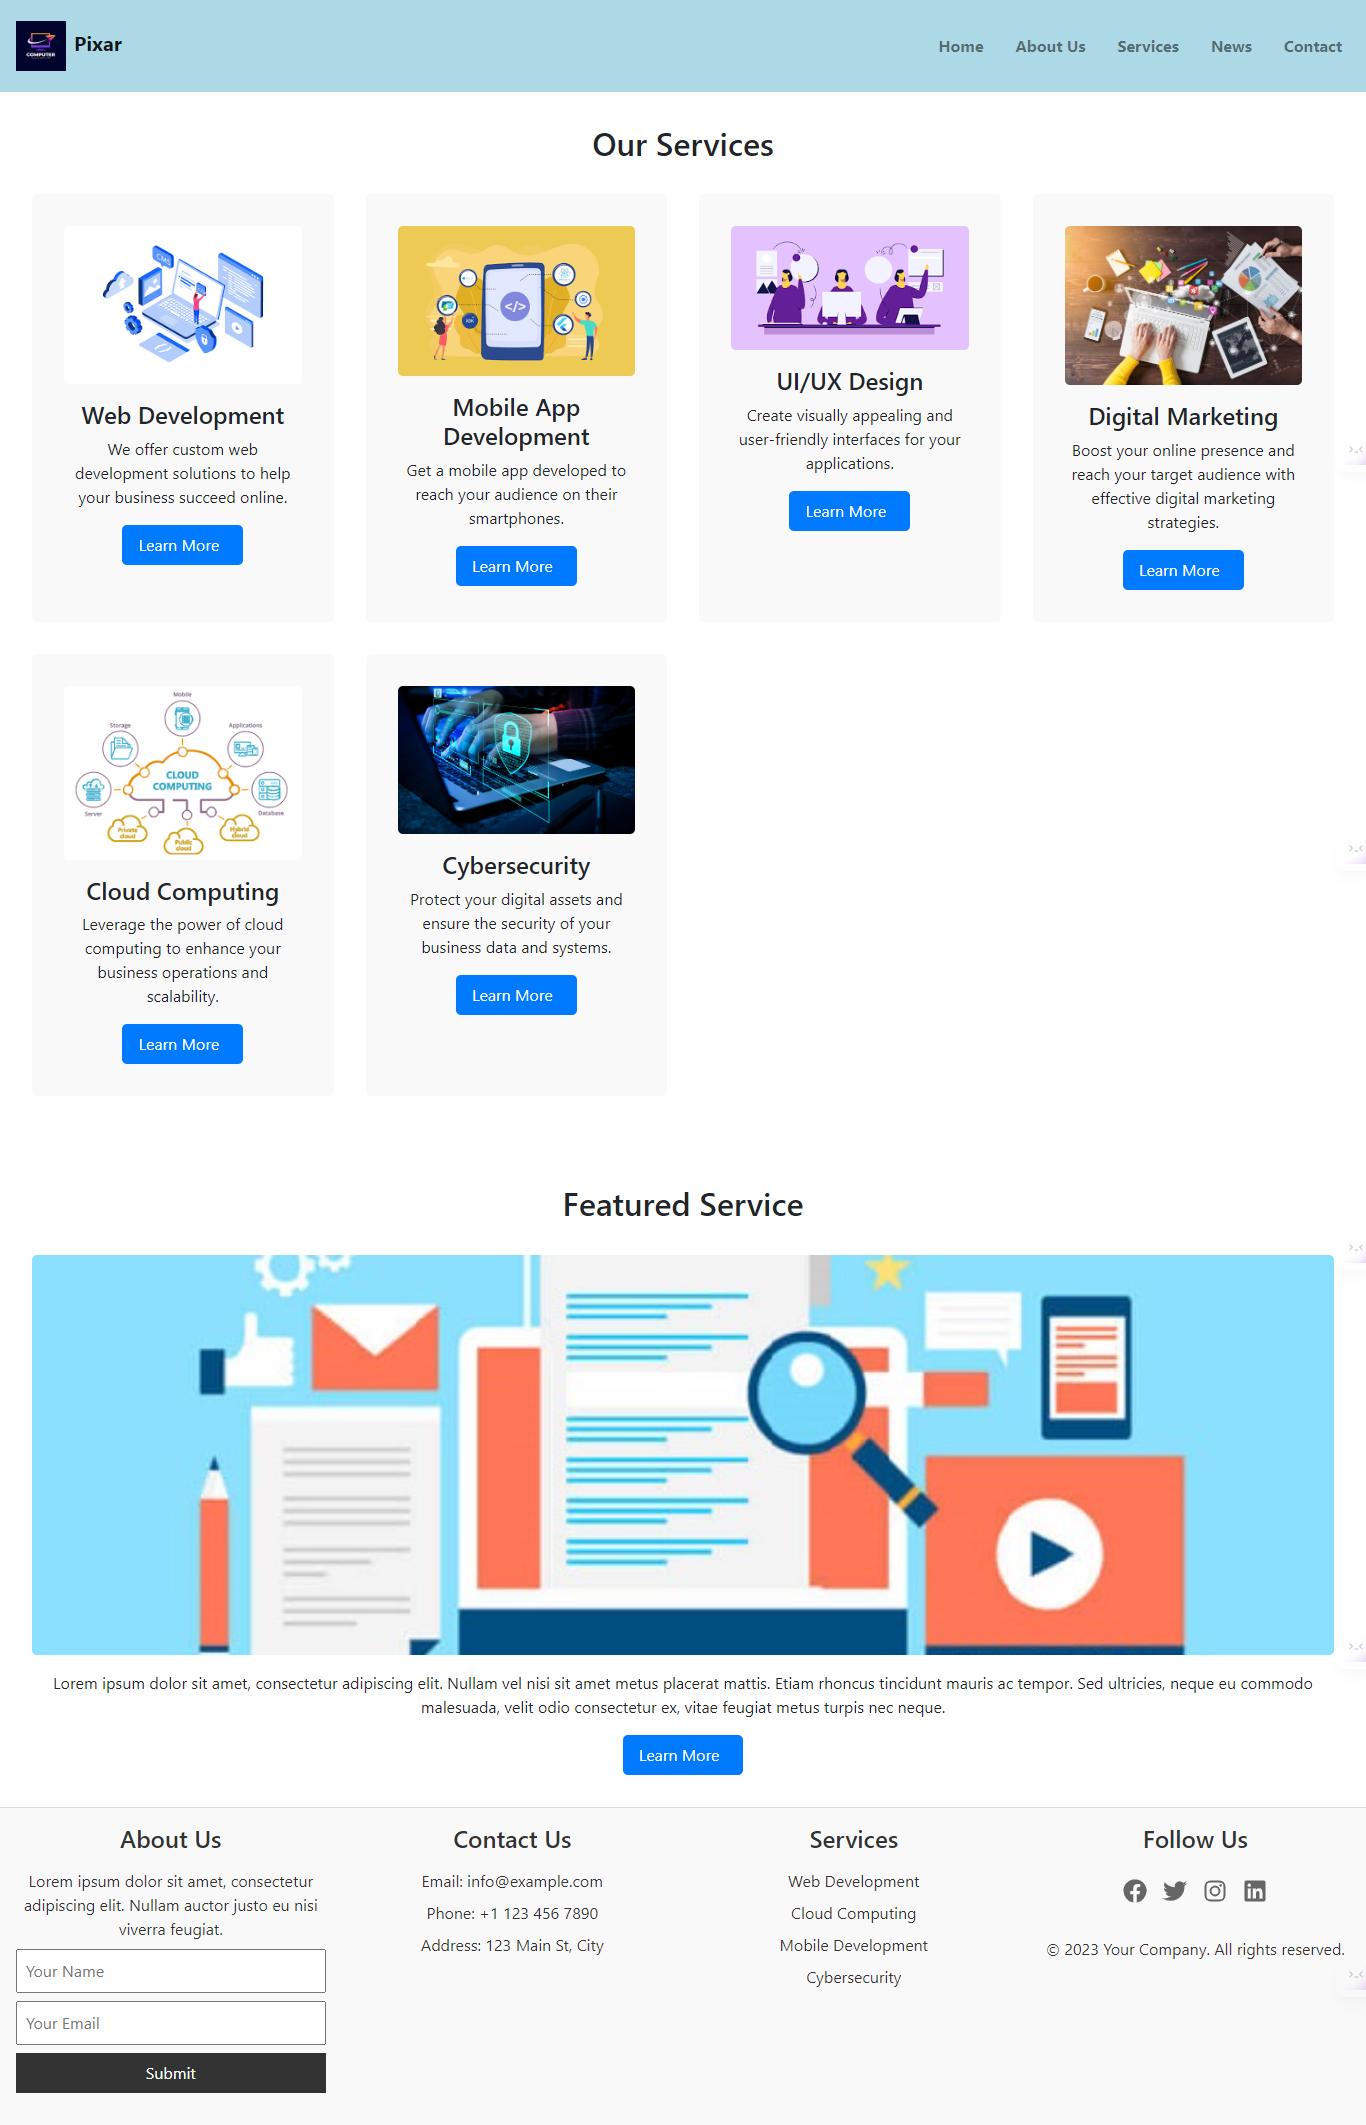 COMPUTER
Pixar
Home
About Us
Services
News
Contact
Our Services
CMS
</>
Web Development
We offer custom web
development solutions to help
your business succeed online.
Learn More
Mobile App
Development
Get a mobile app developed to
reach your audience on their
smartphones.
Learn More
UI/UX Design
Create visually appealing and
user-friendly interfaces for your
applications.
Learn More
Digital Marketing
Boost your online presence and
reach your target audience with
effective digital marketing
strategies.
Learn More
Mobile
Storage
Applications
CLOUD
COMPUTING
Server
Database
Private
cloud
Public
cloud
Hybrid
cloud
Cloud Computing
Leverage the power of cloud
computing to enhance your
business operations and
scalability.
Learn More
Cybersecurity
Protect your digital assets and
ensure the security of your
business data and systems.
Learn More
Featured Service
Lorem ipsum dolor sit amet, consectetur adipiscing elit. Nullam vel nisi sit amet metus placerat mattis. Etiam rhoncus tincidunt mauris ac tempor. Sed ultricies, neque eu commodo
malesuada, velit odio consectetur ex, vitae feugiat metus turpis nec neque.
Learn More
About Us
Lorem ipsum dolor sit amet, consectetur
adipiscing elit. Nullam auctor justo eu nisi
viverra feugiat.
Your Name
Your Email
Submit
Contact Us
Email: info@example.com
Phone: +1 123 456 7890
Address: 123 Main St, City
Services
Web Development
Cloud Computing
Mobile Development
Cybersecurity
Follow Us
© 2023 Your Company. All rights reserved.